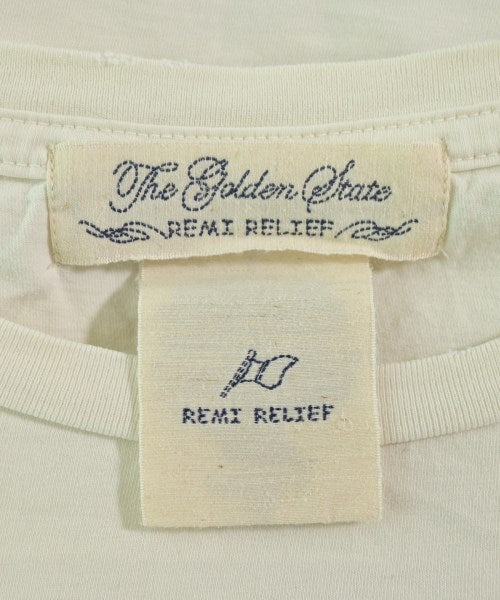 The Golden State
REMI RELIEF
REMI RELIEF